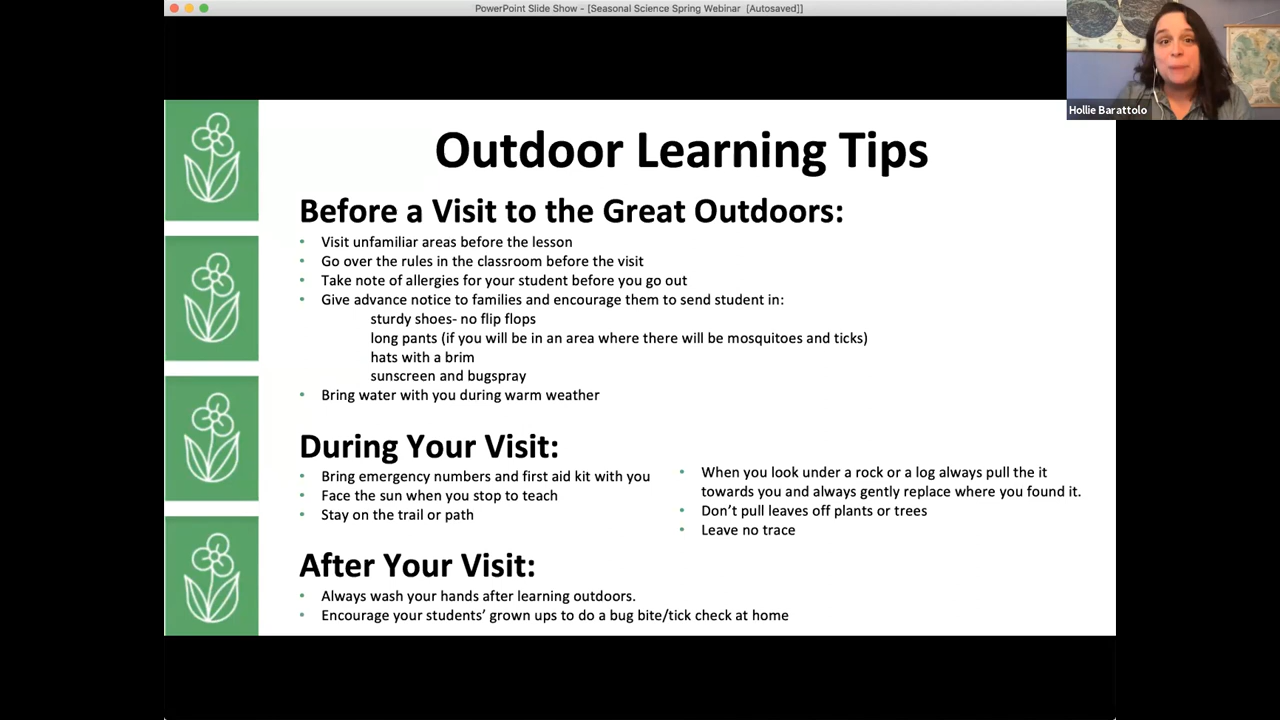 PowerPoint Slide Show - [Seasonal Science Spring Webinar [Autosaved]]
Hollie Barattolo
Outdoor Learning Tips
Before a Visit to the Great Outdoors:
• Visit unfamiliar areas before the lesson
• Go over the rules in the classroom before the visit
• Take note of allergies for your student before you go out
• Give advance notice to families and encourage them to send student in:
sturdy shoes- no flip flops
long pants (if you will be in an area where there will be mosquitoes and ticks)
hats with a brim
sunscreen and bugspray
• Bring water with you during warm weather
During Your Visit:
• Bring emergency numbers and first aid kit with you
• Face the sun when you stop to teach
• Stay on the trail or path
• When you look under a rock or a log always pull the it
towards you and always gently replace where you found it.
• Don't pull leaves off plants or trees
• Leave no trace
After Your Visit:
• Always wash your hands after learning outdoors.
• Encourage your students' grown ups to do a bug bite/tick check at home